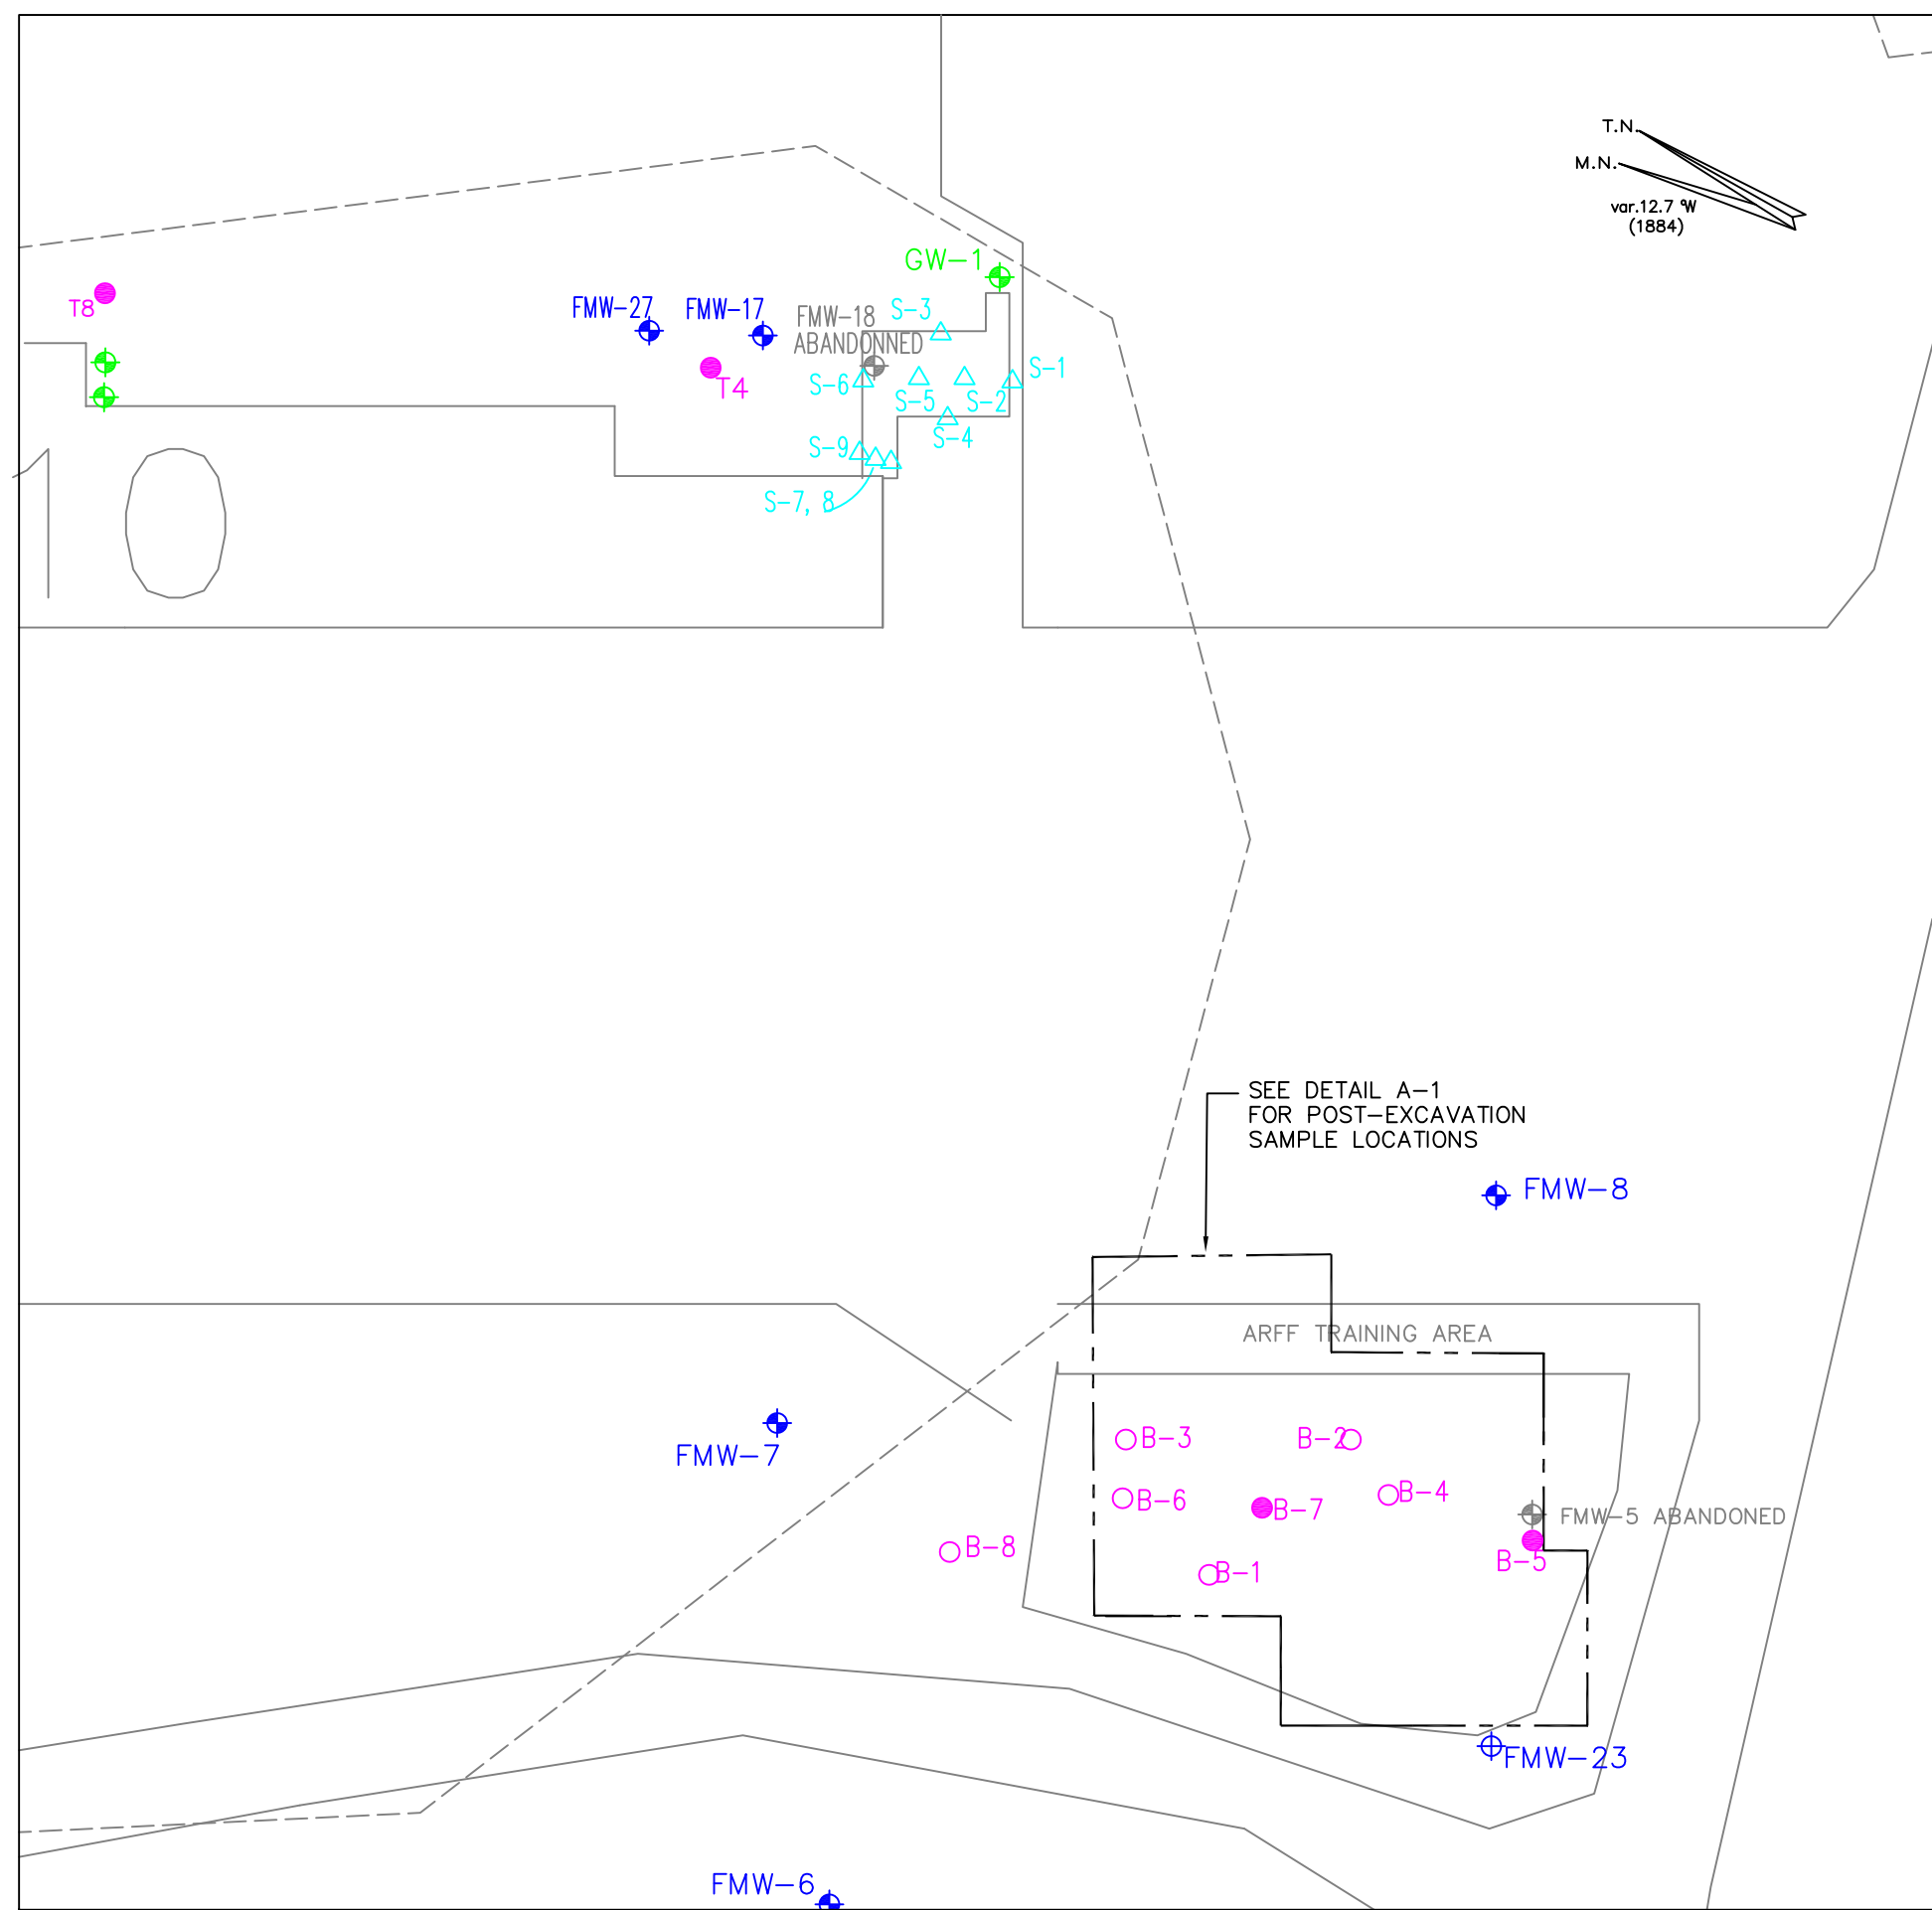 T.N.
M.N.
var.12.7 °W
(1884)
GW-1
T8
FMW-27
FMW-17
FMW-18
ABANDONNED
S-3
S-1
T4
S-6
S-5
S-2
S-4
S-9
S-7, 8
10
SEE DETAIL A-1
FOR POST-EXCAVATION
SAMPLE LOCATIONS
FMW-8
ARFF TRAINING AREA
FMW-7
B-3
B-2
B-6
B-7
B-4
FMW-5 ABANDONED
B-8
B-5
B-1
FMW-23
FMW-6